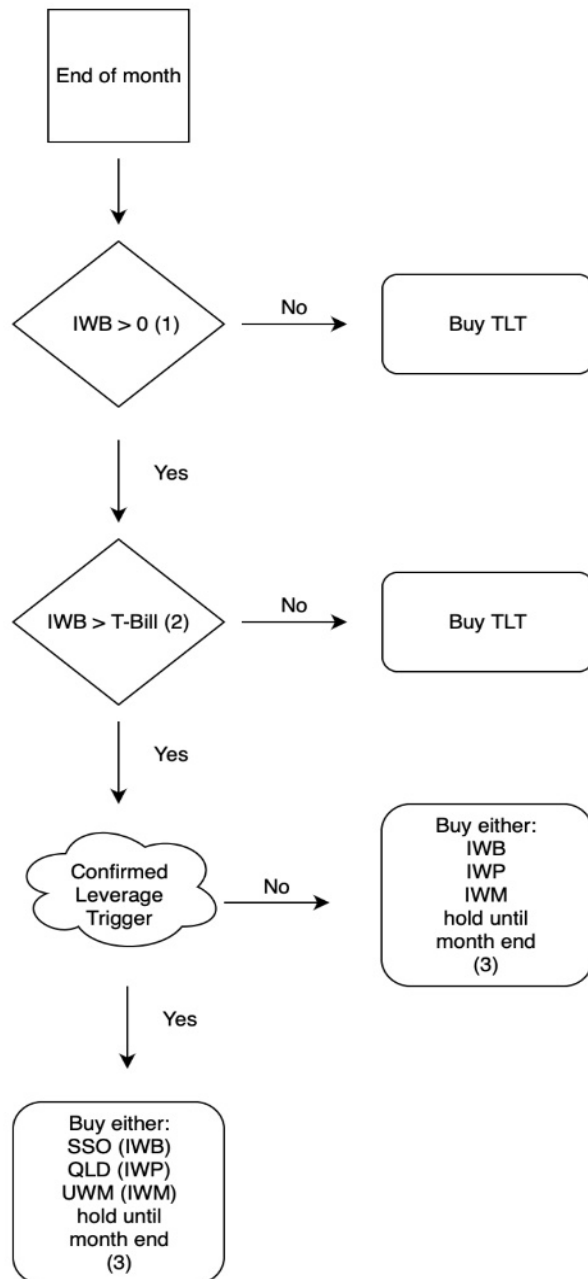 End of month
IWB > 0 (1)
No
Buy TLT
Yes
IWB > T-Bill (2)
No
Buy TLT
Yes
Confirmed
Leverage
Trigger
No
Buy either:
IWB
IWP
IWM
hold until
month end
(3)
Yes
Buy either:
SSO (IWB)
QLD (IWP)
UWM (IWM)
hold until
month end
(3)